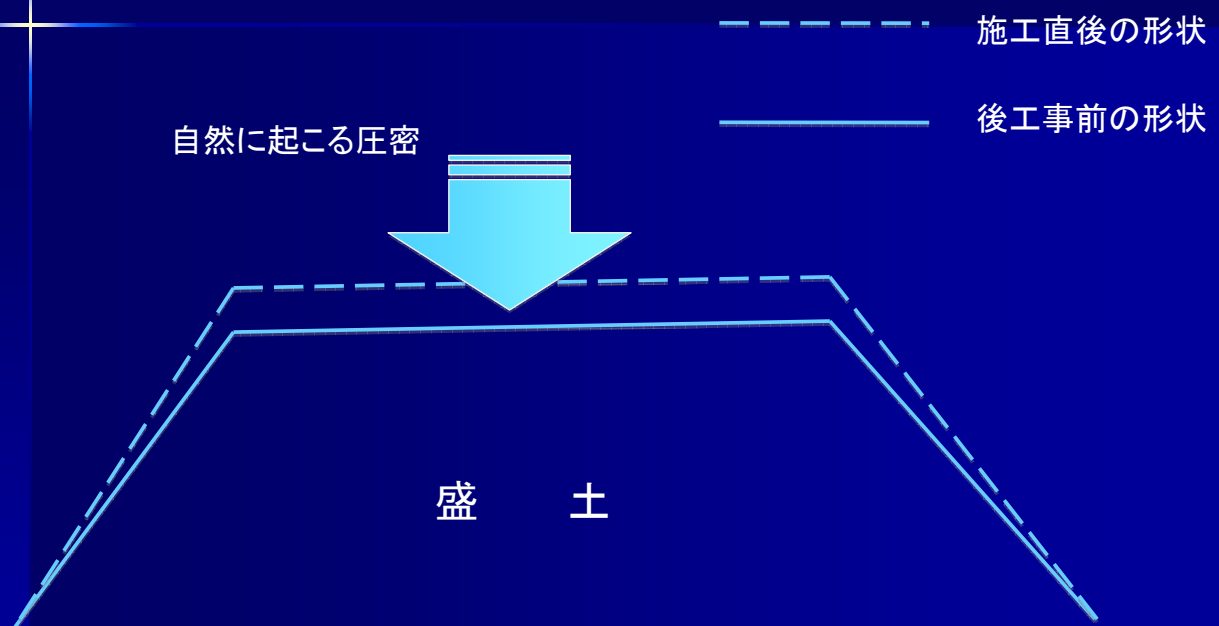 施工直後の形状
後工事前の形状
自然に起こる圧密
盛　土